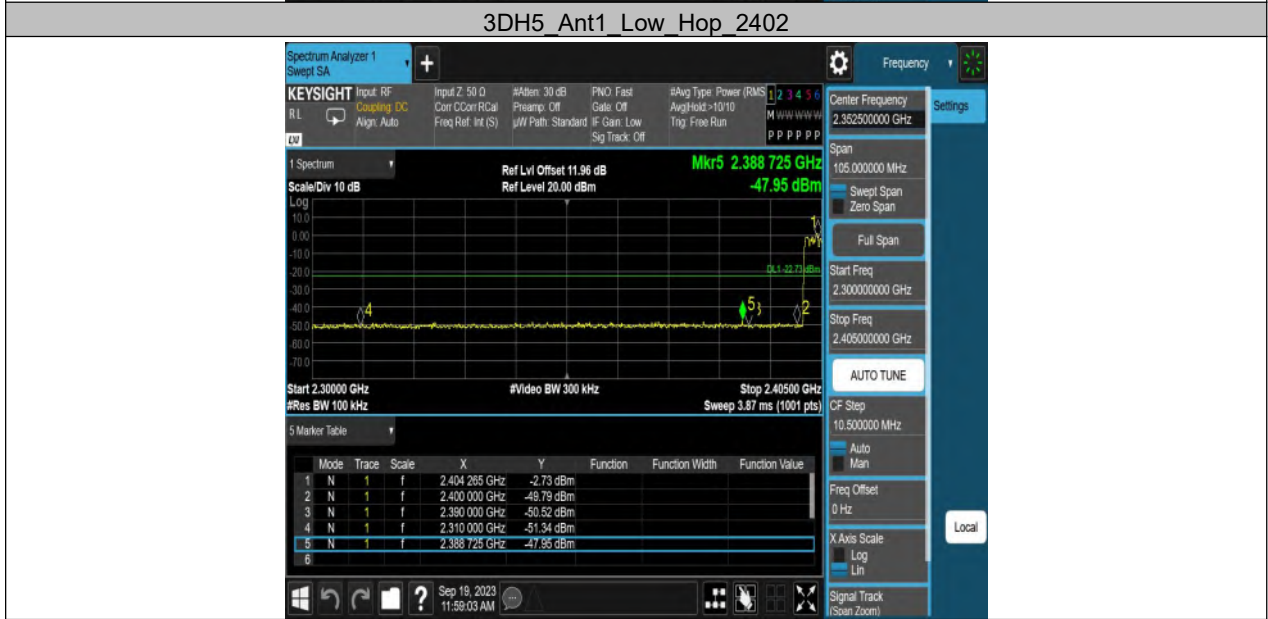 3DH5_Ant1_Low_Hop_2402
Spectrum Analyzer 1
Swept SA
Frequency
KEYSIGHT
RL
LXI
Input: RF
Coupling: DC
Align: Auto
Input Z: 50 Ω
Corr CCorr RCal
Freq Ref: Int (S)
#Atten: 30 dB
Preamp: Off
µW Path: Standard
PNO: Fast
Gate: Off
IF Gain: Low
Sig Track: Off
#Avg Type: Power (RMS
Avg|Hold:>10/10
Trig: Free Run
1 2 3 4 5 6
M W W W W W
P P P P P P
1 Spectrum
Scale/Div 10 dB
Ref Lvl Offset 11.96 dB
Ref Level 20.00 dBm
Mkr5 2.388 725 GHz
-47.95 dBm
Log
10.0
0.00
-10.0
-20.0
-30.0
-40.0
-50.0
-60.0
-70.0
DL1 -22.73 dBm
1
4
5
3
2
Start 2.30000 GHz
#Res BW 100 kHz
#Video BW 300 kHz
Stop 2.40500 GHz
Sweep 3.87 ms (1001 pts)
5 Marker Table
Mode Trace Scale X Y Function Function Width Function Value
1 N 1 f 2.404 265 GHz -2.73 dBm
2 N 1 f 2.400 000 GHz -49.79 dBm
3 N 1 f 2.390 000 GHz -50.52 dBm
4 N 1 f 2.310 000 GHz -51.34 dBm
5 N 1 f 2.388 725 GHz -47.95 dBm
6
?
Sep 19, 2023
11:59:03 AM
Center Frequency
2.352500000 GHz
Settings
Span
105.000000 MHz
Swept Span
Zero Span
Full Span
Start Freq
2.300000000 GHz
Stop Freq
2.405000000 GHz
AUTO TUNE
CF Step
10.500000 MHz
Auto
Man
Freq Offset
0 Hz
X Axis Scale
Log
Lin
Local
Signal Track
(Span Zoom)